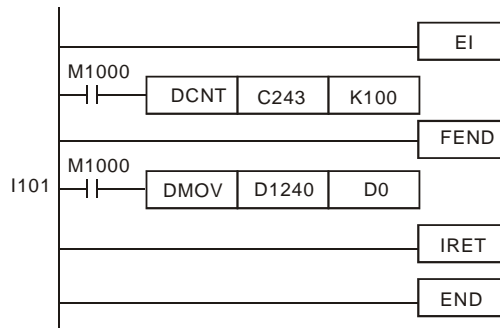 EI
M1000
DCNT C243 K100
FEND
M1000
I101 DMOV D1240 D0
IRET
END